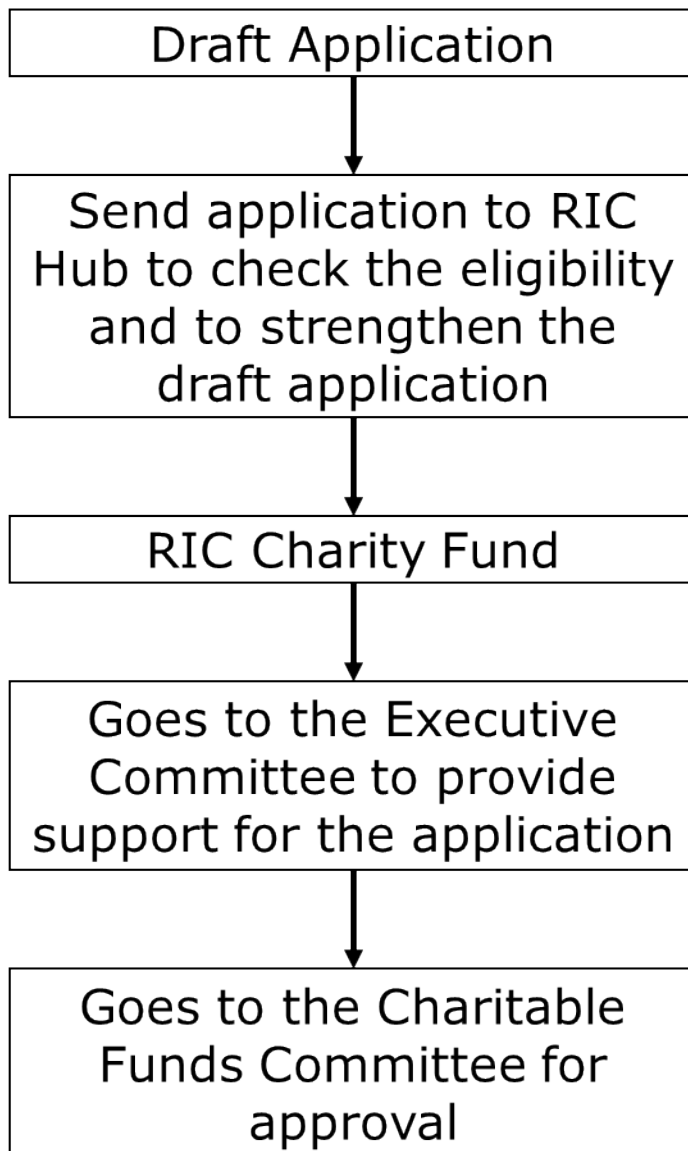 Draft Application
Send application to RIC
Hub to check the eligibility
and to strengthen the
draft application
RIC Charity Fund
Goes to the Executive
Committee to provide
support for the application
Goes to the Charitable
Funds Committee for
approval